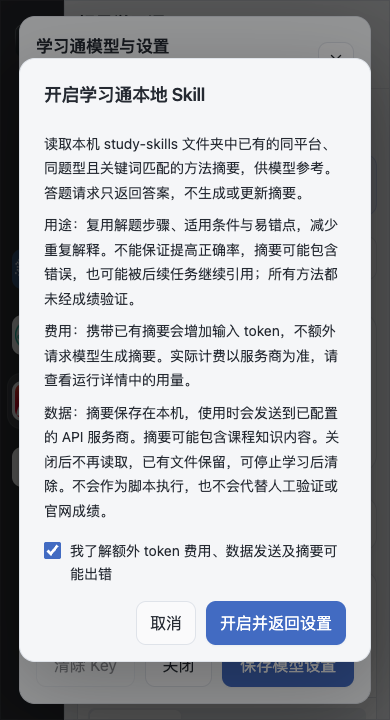 学习通模型与设置
开启学习通本地 Skill
读取本机 study-skills 文件夹中已有的同平台、
同题型且关键词匹配的方法摘要，供模型参考。
答题请求只返回答案，不生成或更新摘要。
用途：复用解题步骤、适用条件与易错点，减少
重复解释。不能保证提高正确率，摘要可能包含
错误，也可能被后续任务继续引用；所有方法都
未经成绩验证。
费用：携带已有摘要会增加输入 token，不额外
请求模型生成摘要。实际计费以服务商为准，请
查看运行详情中的用量。
数据：摘要保存在本机，使用时会发送到已配置
的 API 服务商。摘要可能包含课程知识内容。关
闭后不再读取，已有文件保留，可停止学习后清
除。不会作为脚本执行，也不会代替人工验证或
官网成绩。
我了解额外 token 费用、数据发送及摘要可
能出错
取消
开启并返回设置
清除 Key
关闭
保存模型设置